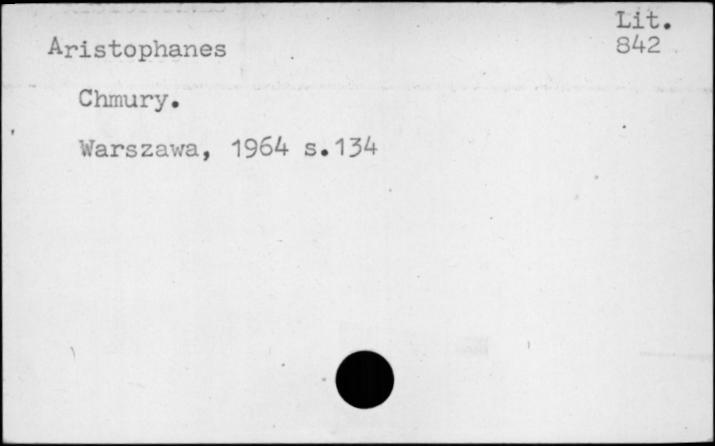 Lit.
842
Aristophanes
Chmury.
Warszawa, 1964 s.134